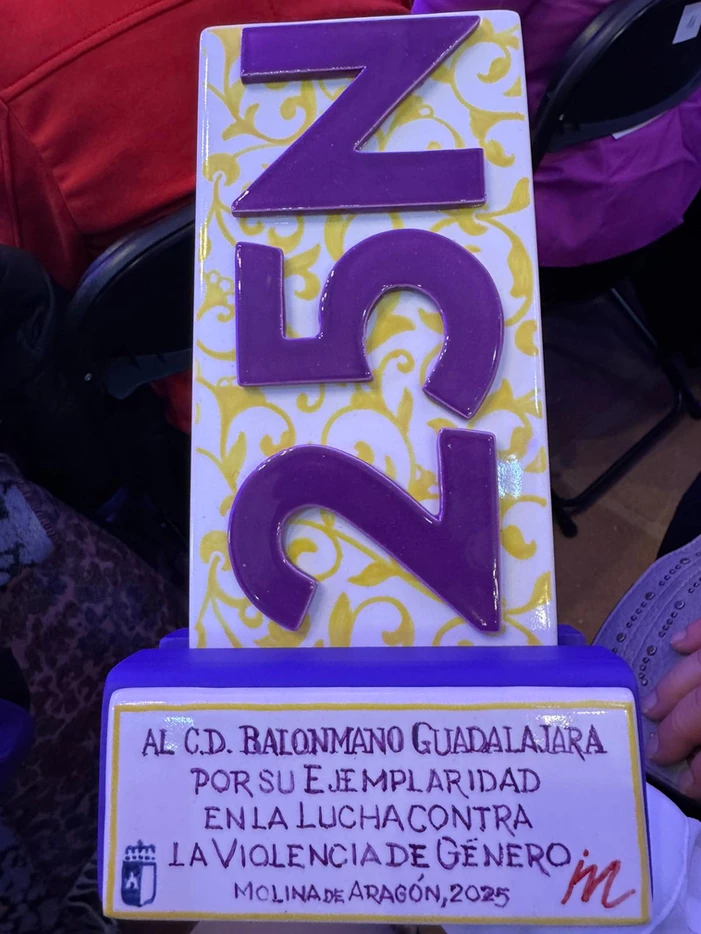 25N
AL C.D. BALONMANO GUADALAJARA
POR SU EJEMPLARIDAD
EN LA LUCHA CONTRA
LA VIOLENCIA DE GÉNERO
MOLINA DE ARAGÓN, 2025
im